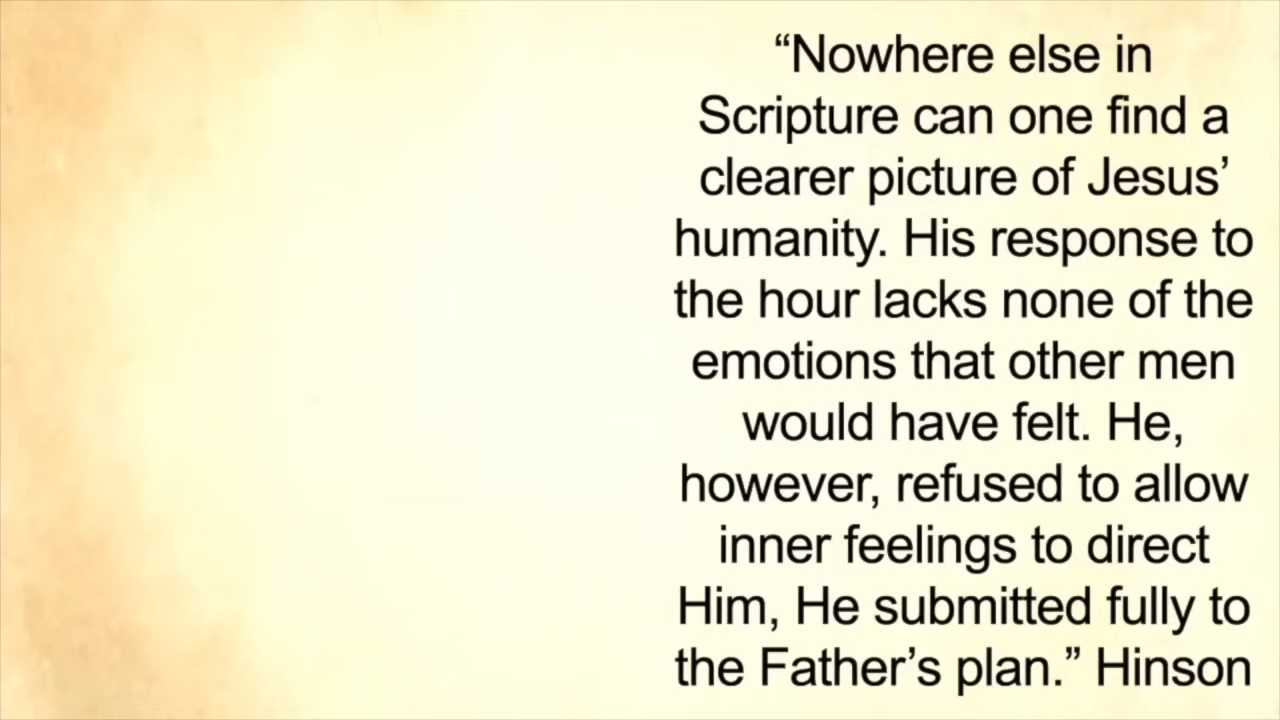 “Nowhere else in
Scripture can one find a
clearer picture of Jesus’
humanity. His response to
the hour lacks none of the
emotions that other men
would have felt. He,
however, refused to allow
inner feelings to direct
Him, He submitted fully to
the Father’s plan.” Hinson